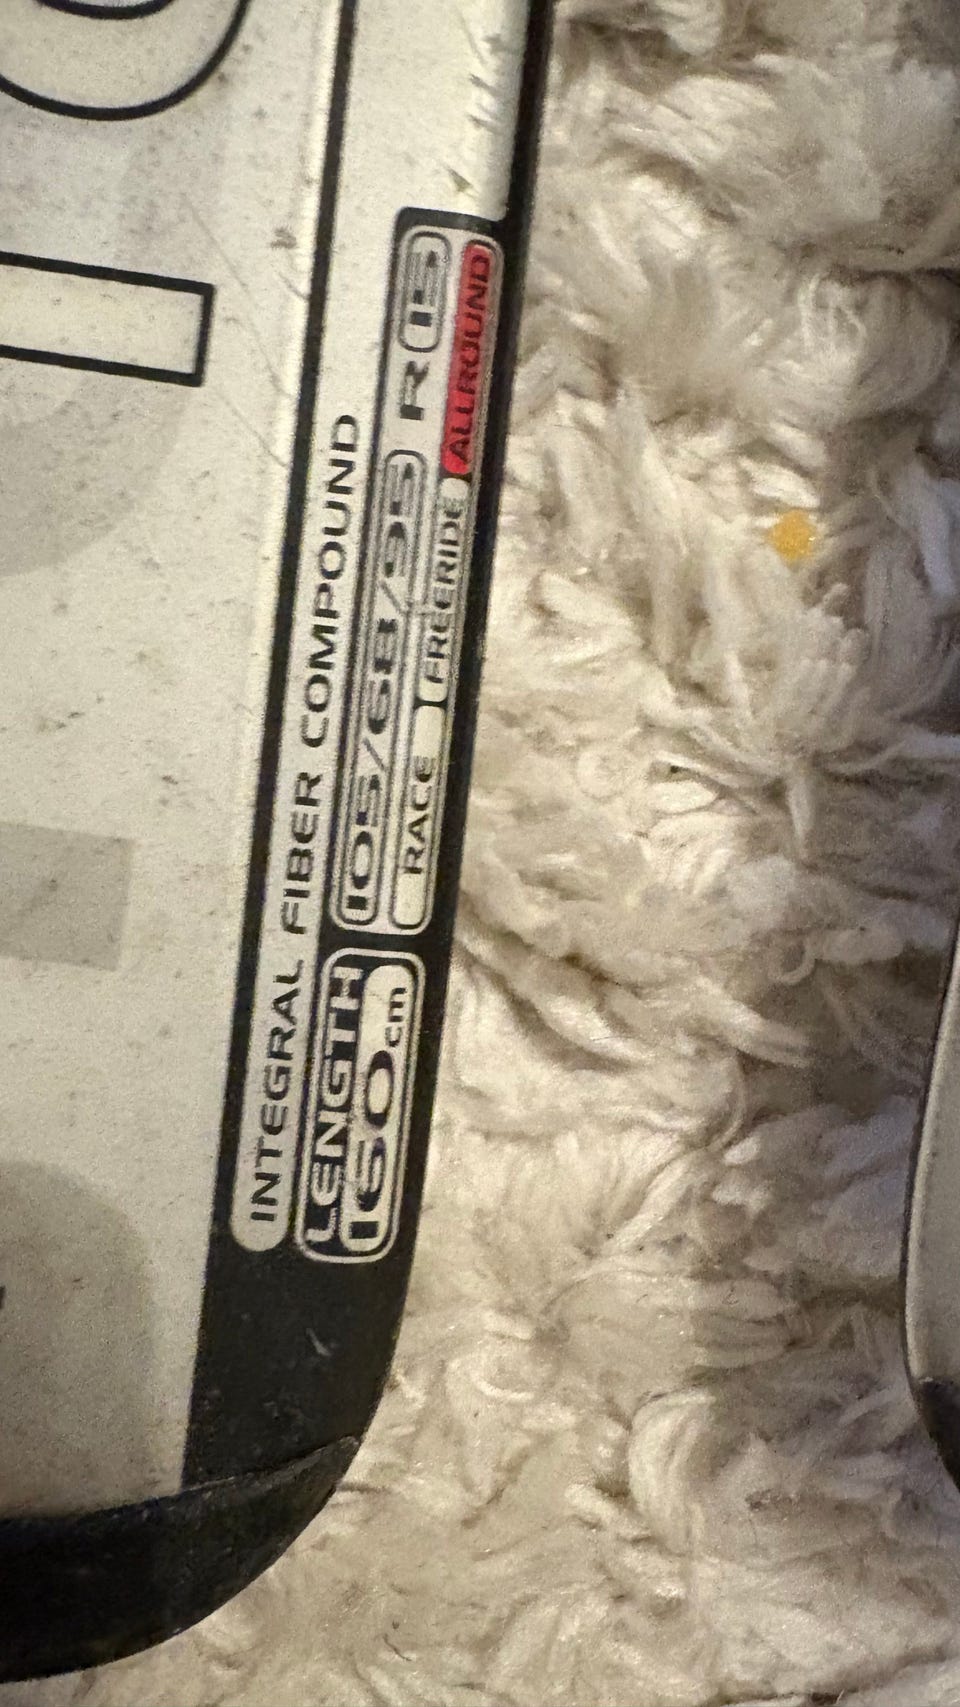 INTEGRAL FIBER COMPOUND
LENGTH
160cm
105/68/95 R 15
RACE FREERIDE ALLROUND